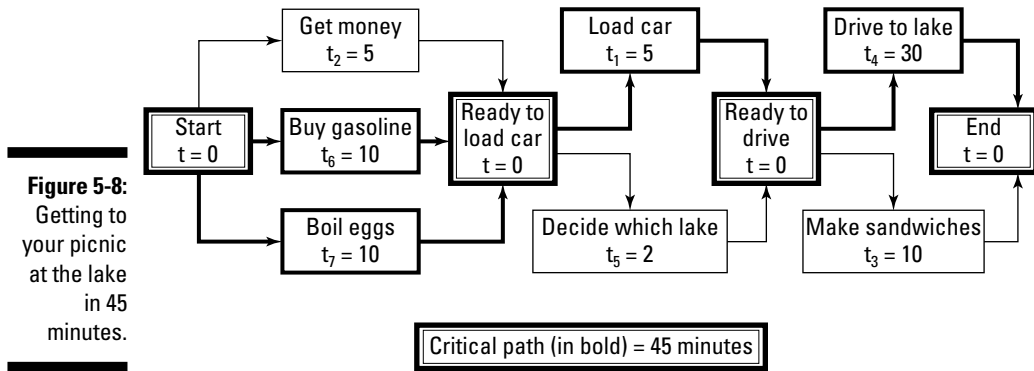 Get money
t₂ = 5
Load car
t₁ = 5
Drive to lake
t₄ = 30
Start
t = 0
Buy gasoline
t₆ = 10
Ready to
load car
t = 0
Ready to
drive
t = 0
End
t = 0
Boil eggs
t₇ = 10
Decide which lake
t₅ = 2
Make sandwiches
t₃ = 10
Figure 5-8:
Getting to
your picnic
at the lake
in 45
minutes.
Critical path (in bold) = 45 minutes